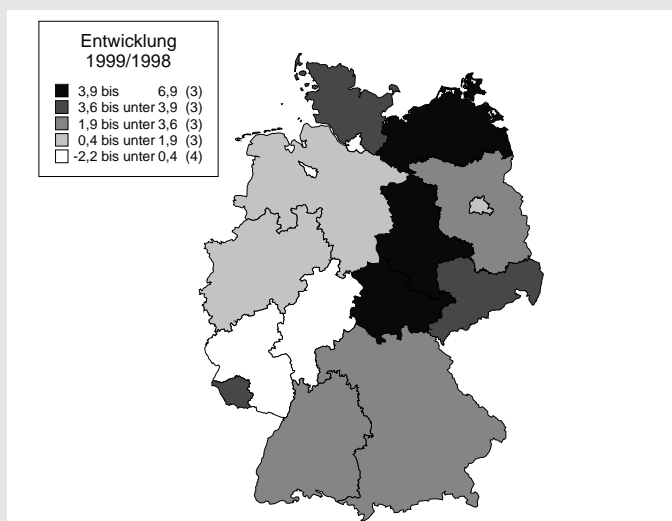 Entwicklung
1999/1998
3,9 bis 6,9 (3)
3,6 bis unter 3,9 (3)
1,9 bis unter 3,6 (3)
0,4 bis unter 1,9 (3)
-2,2 bis unter 0,4 (4)